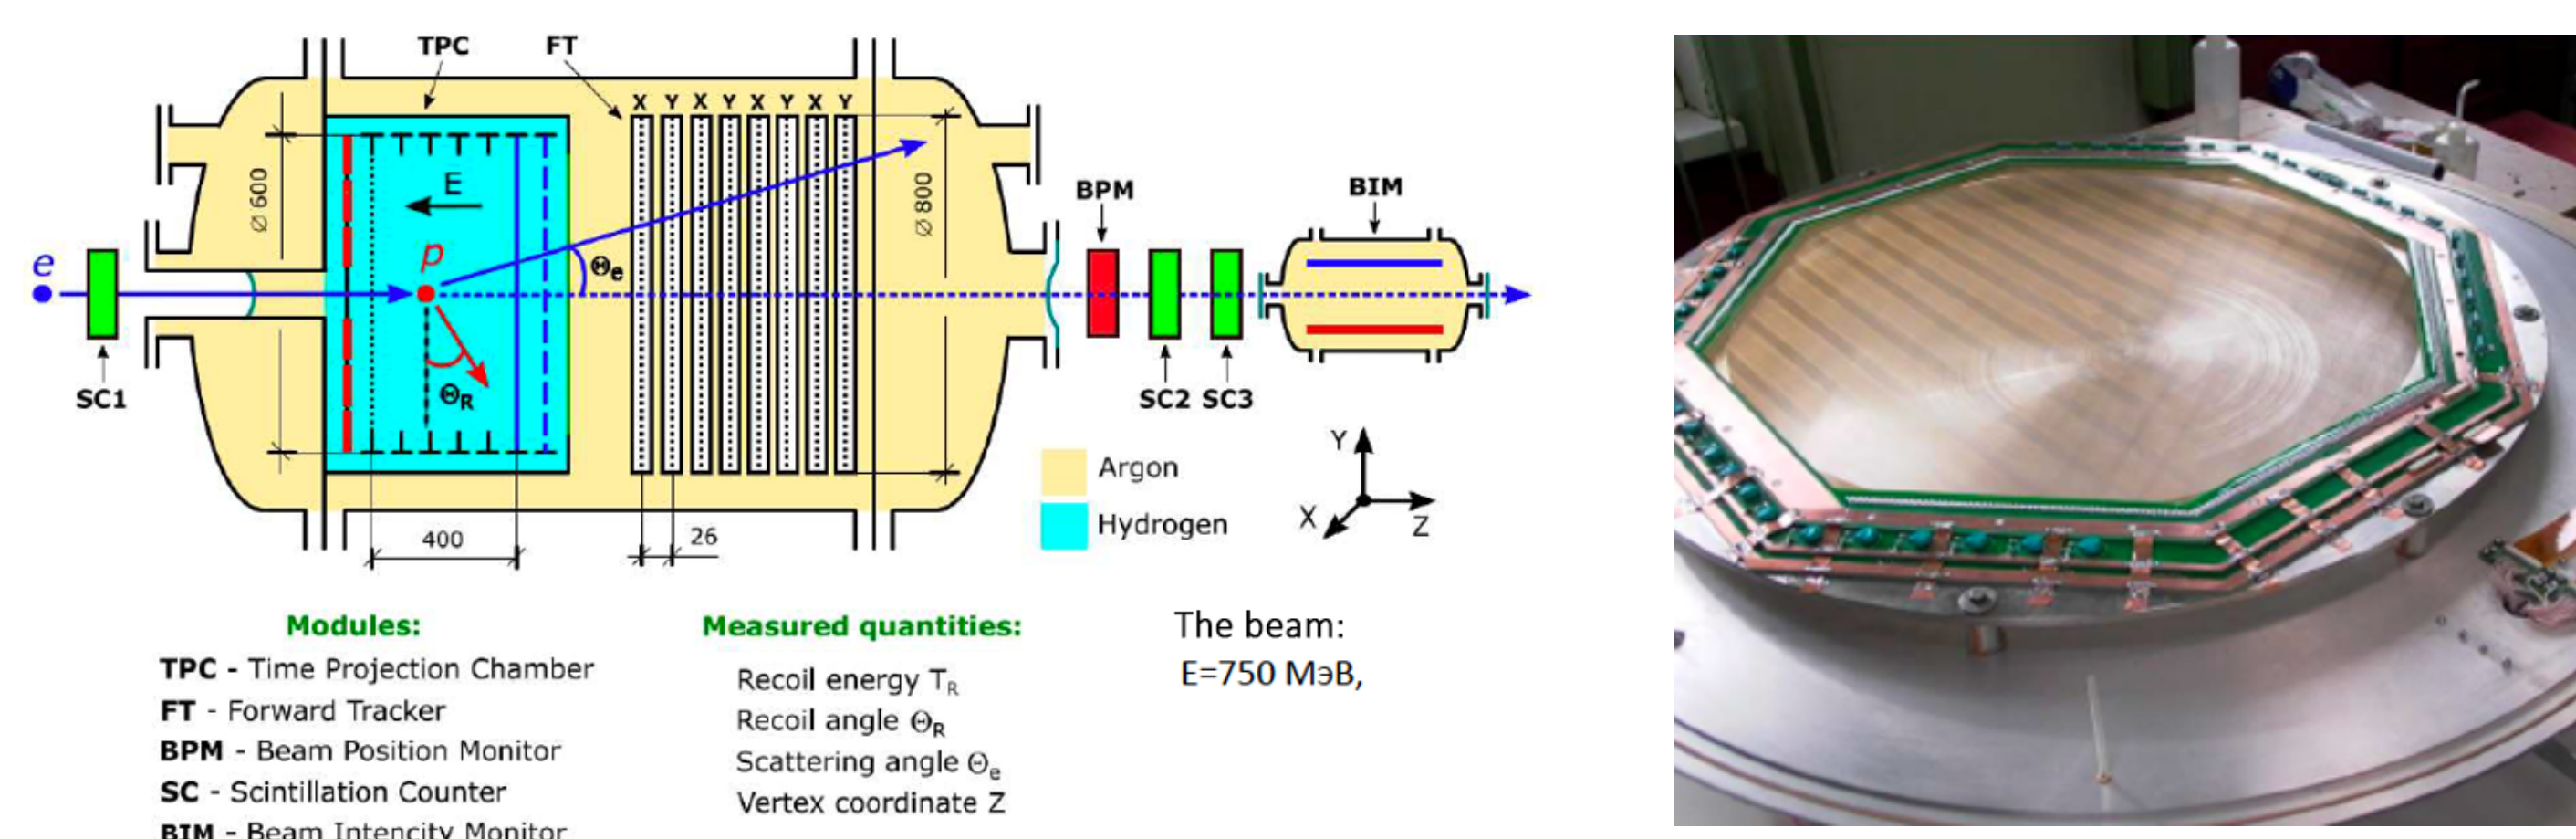 TPC FT
X Y X Y X Y X Y
E
Ø 600
Ø 800
e
p
Θe
ΘR
BPM
BIM
SC1
SC2 SC3
400
26
Argon
Hydrogen
Y
X
Z
Modules:
TPC - Time Projection Chamber
FT - Forward Tracker
BPM - Beam Position Monitor
SC - Scintillation Counter
BIM - Beam Intencity Monitor
Measured quantities:
Recoil energy TR
Recoil angle ΘR
Scattering angle Θe
Vertex coordinate Z
The beam:
E=750 МэВ,